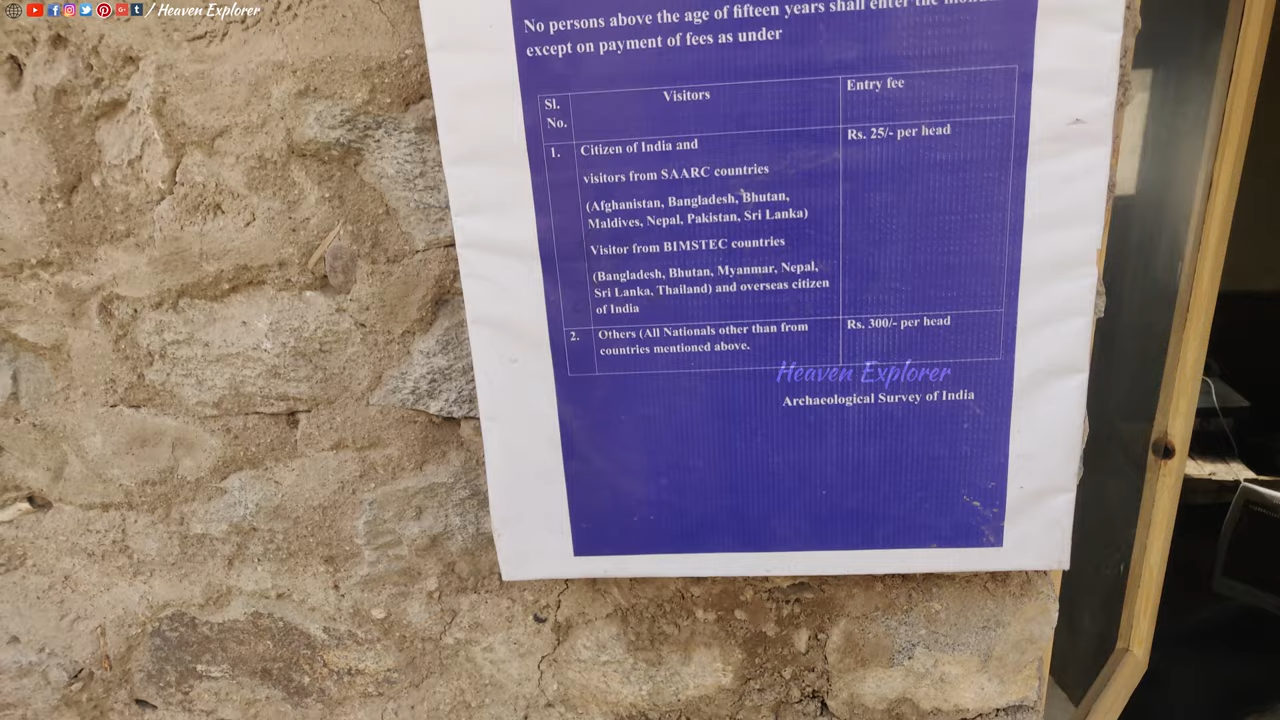 / Heaven Explorer
No persons above the age of fifteen years shall enter the
except on payment of fees as under
Sl.
No.
Visitors
Entry fee
1.
Citizen of India and
visitors from SAARC countries
(Afghanistan, Bangladesh, Bhutan,
Maldives, Nepal, Pakistan, Sri Lanka)
Visitor from BIMSTEC countries
(Bangladesh, Bhutan, Myanmar, Nepal,
Sri Lanka, Thailand) and overseas citizen
of India
Rs. 25/- per head
2.
Others (All Nationals other than from
countries mentioned above.
Rs. 300/- per head
Heaven Explorer
Archaeological Survey of India